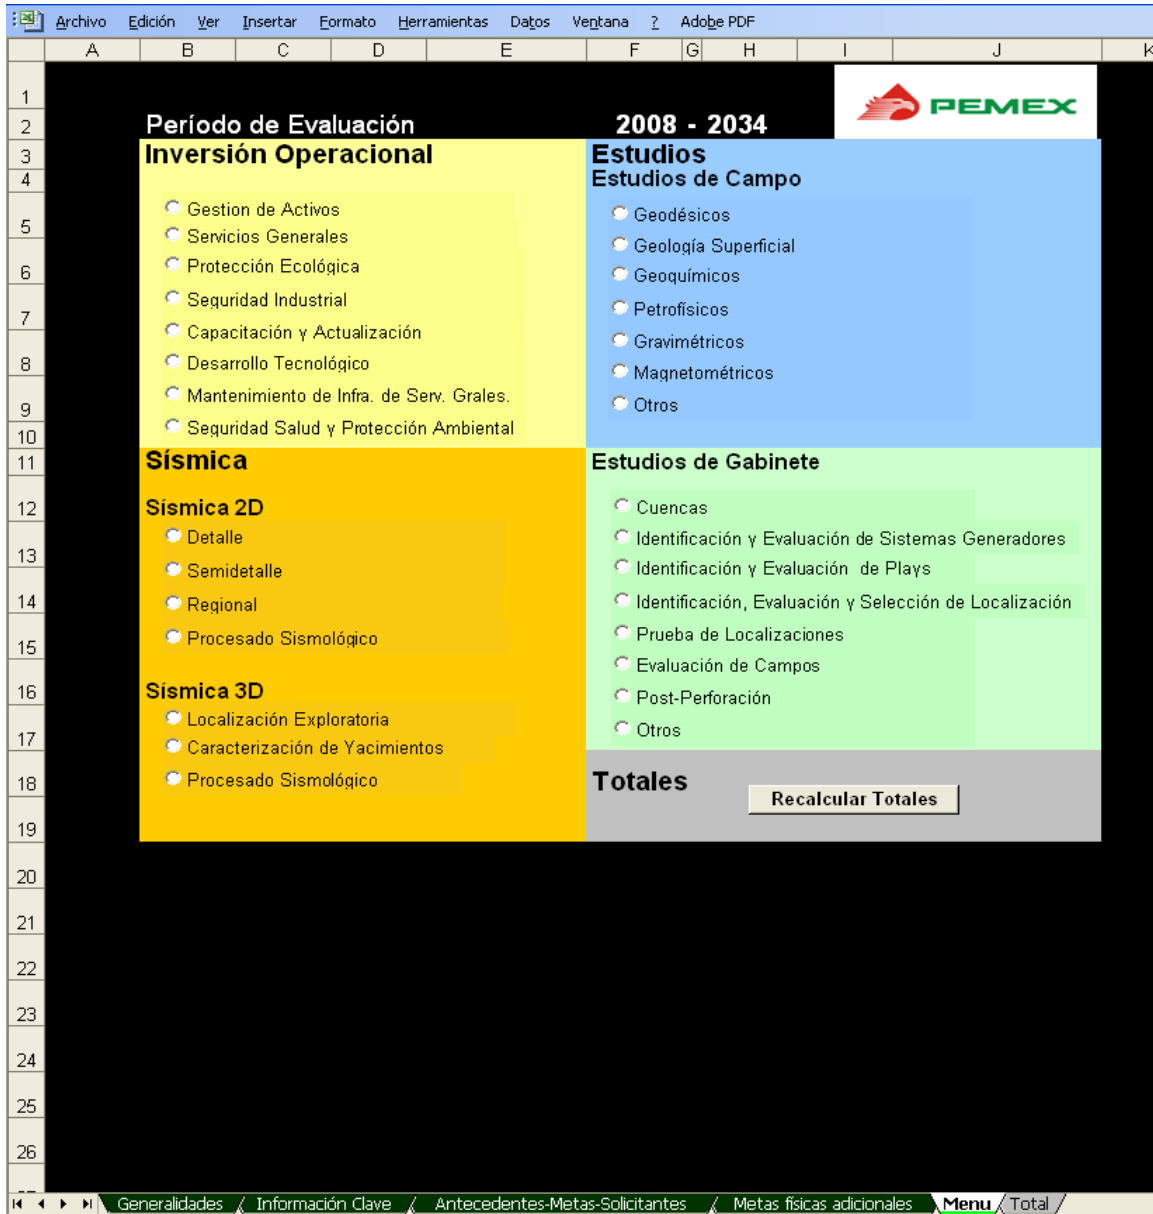 Archivo Edición Ver Insertar Formato Herramientas Datos Ventana ? Adobe PDF
A B C D E F G H I J K
1
PEMEX
2
Período de Evaluación 2008 - 2034
3
Inversión Operacional
4
Gestion de Activos
5
Servicios Generales
Protección Ecológica
6
Seguridad Industrial
7
Capacitación y Actualización
8
Desarrollo Tecnológico
Mantenimiento de Infra. de Serv. Grales.
9
Seguridad Salud y Protección Ambiental
10
Estudios
Estudios de Campo
Geodésicos
Geología Superficial
Geoquímicos
Petrofísicos
Gravimétricos
Magnetométricos
Otros
11
Sísmica
12
Sísmica 2D
Detalle
13
Semidetalle
14
Regional
15
Procesado Sismológico
16
Sísmica 3D
Localización Exploratoria
17
Caracterización de Yacimientos
18
Procesado Sismológico
19
Estudios de Gabinete
Cuencas
Identificación y Evaluación de Sistemas Generadores
Identificación y Evaluación de Plays
Identificación, Evaluación y Selección de Localización
Prueba de Localizaciones
Evaluación de Campos
Post-Perforación
Otros
Totales
Recalcular Totales
20
21
22
23
24
25
26
Generalidades Información Clave Antecedentes-Metas-Solicitantes Metas físicas adicionales Menu Total